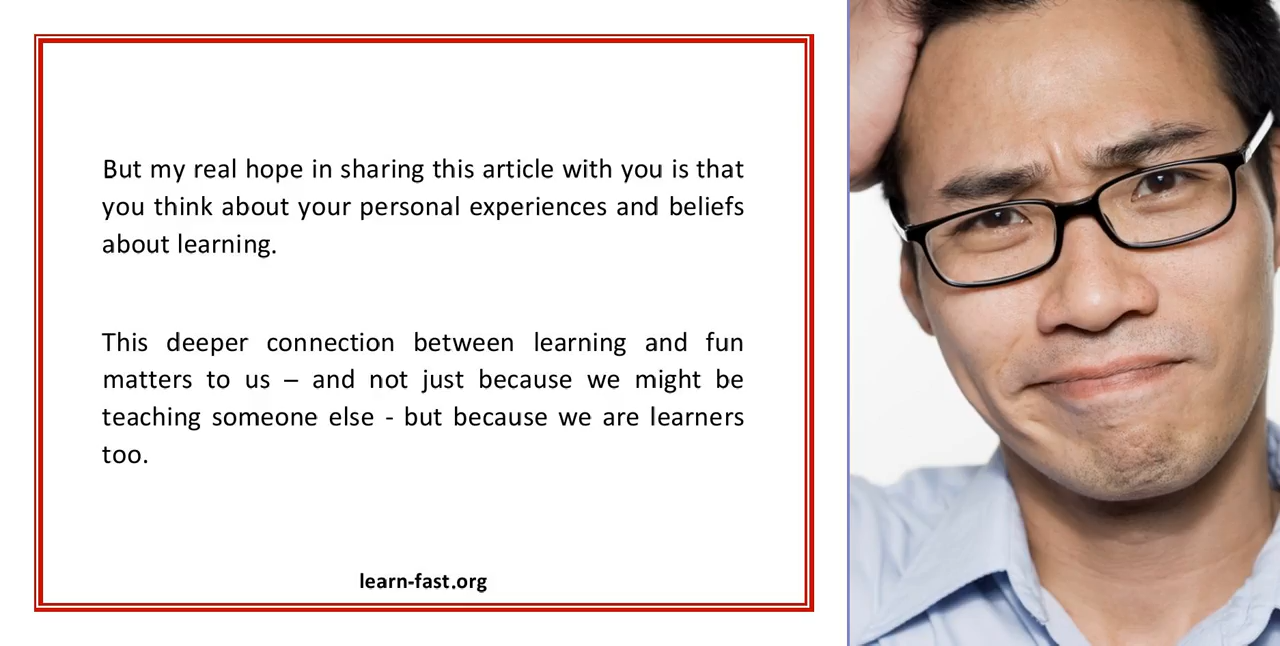 But my real hope in sharing this article with you is that
you think about your personal experiences and beliefs
about learning.
This deeper connection between learning and fun
matters to us – and not just because we might be
teaching someone else - but because we are learners
too.
learn-fast.org